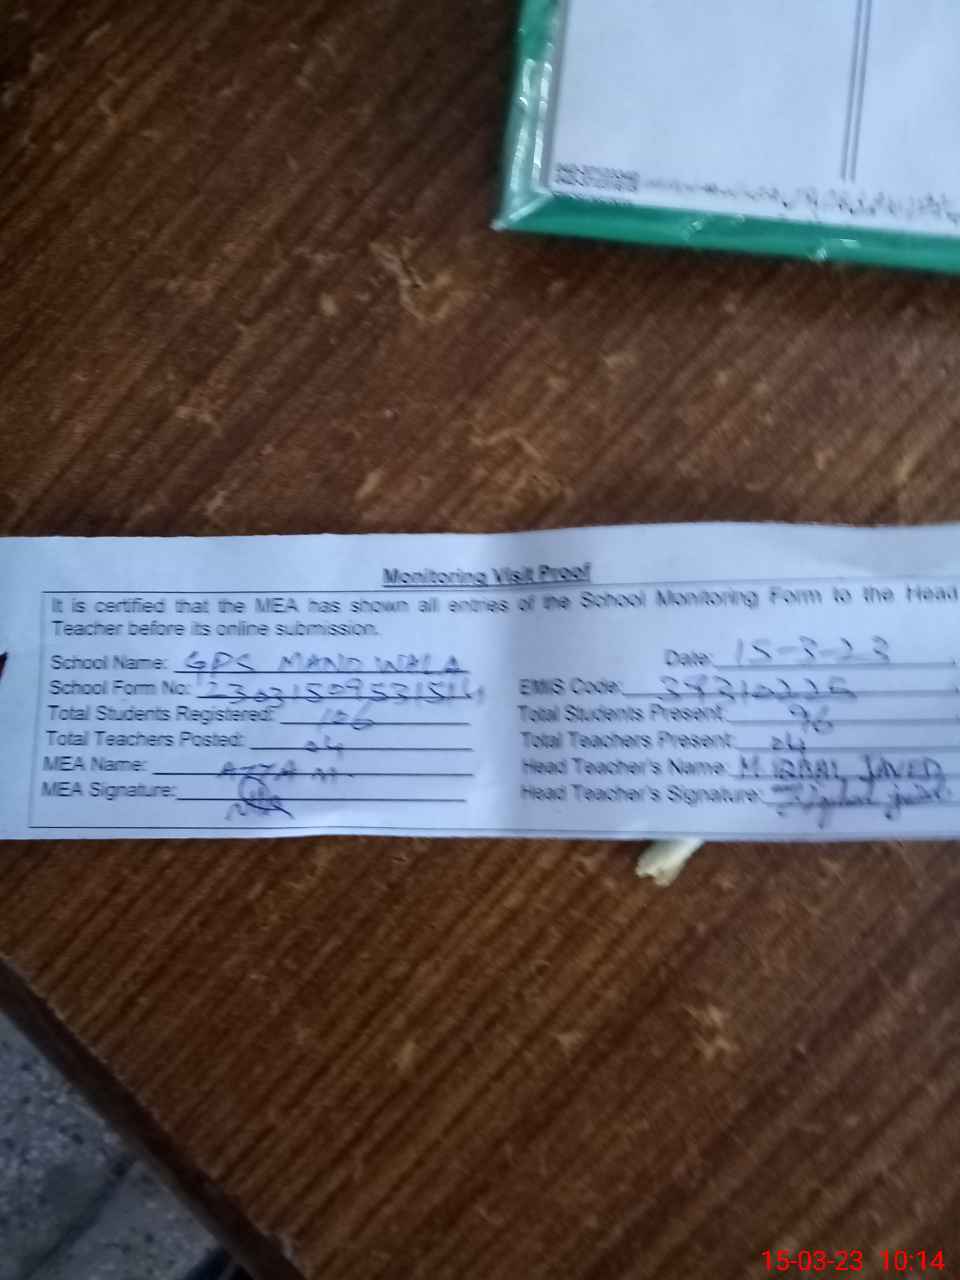 Monitoring Visit Proof
It is certified that the MEA has shown all entries of the School Monitoring Form to the Head
Teacher before its online submission.
School Name: GPS MAND WALA Date: 15-3-23
School Form No: EMIS Code: 39310226
Total Students Registered: 106 Total Students Present: 96
Total Teachers Posted: 04 Total Teachers Present: 04
MEA Name: Head Teacher's Name: M. IQBAL JAVED
MEA Signature: Head Teacher's Signature:
15-03-23 10:14